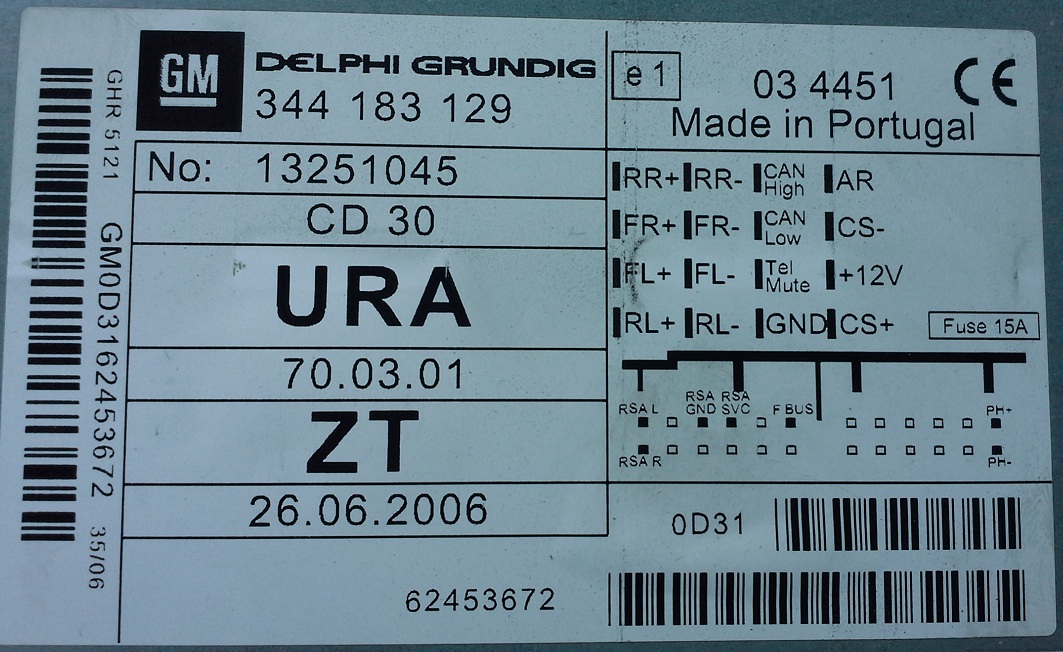 GM
DELPHI GRUNDIG
344 183 129
No: 13251045
CD 30
URA
70.03.01
ZT
26.06.2006
62453672
e 1
03 4451
CE
Made in Portugal
RR+ RR- CAN High AR
FR+ FR- CAN Low CS-
FL+ FL- Tel Mute +12V
RL+ RL- GND CS+
Fuse 15A
RSA L RSA GND RSA SVC F BUS PH+
RSA R PH-
0D31
GHR 5121 GM0D3162453672 35/06